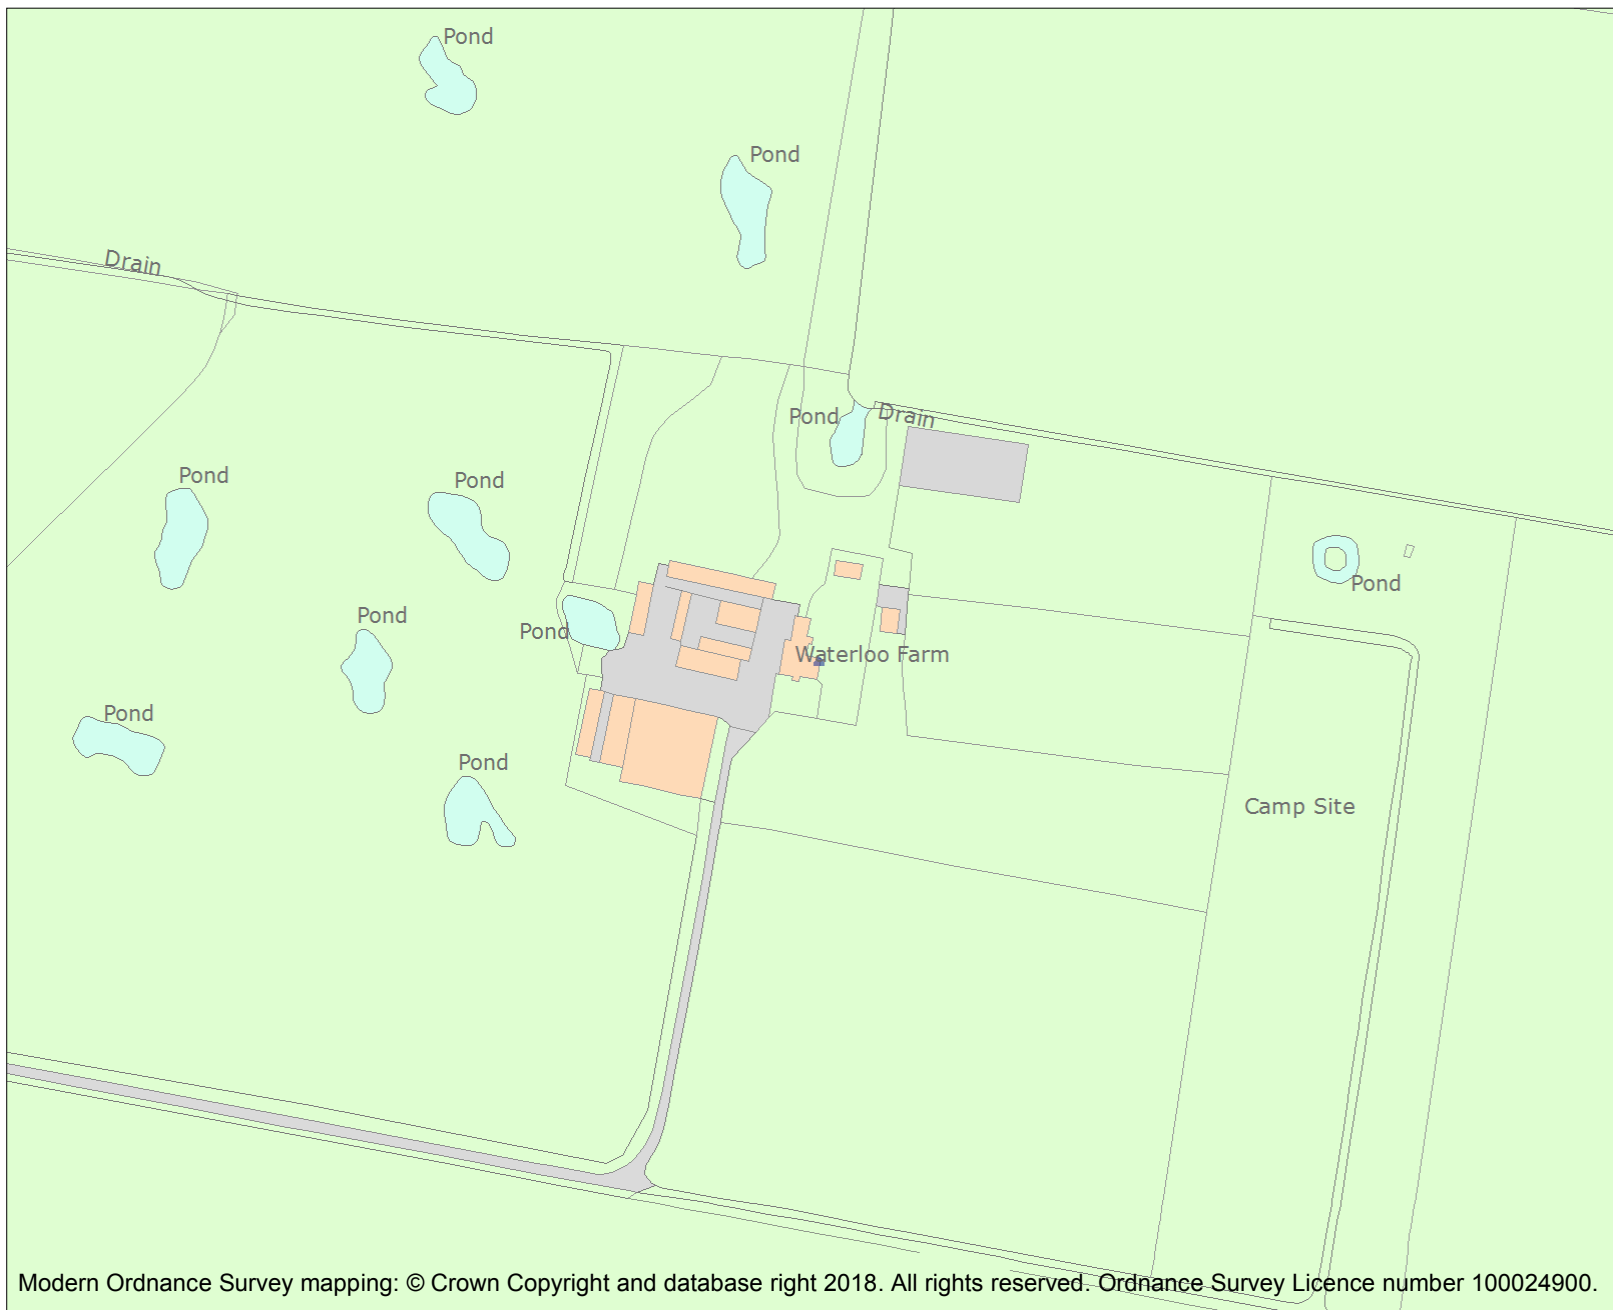 Pond
Pond
Drain
Pond
Drain
Pond
Pond
Pond
Pond
Pond
Waterloo Farm
Pond
Pond
Camp Site
Modern Ordnance Survey mapping: © Crown Copyright and database right 2018. All rights reserved. Ordnance Survey Licence number 100024900.